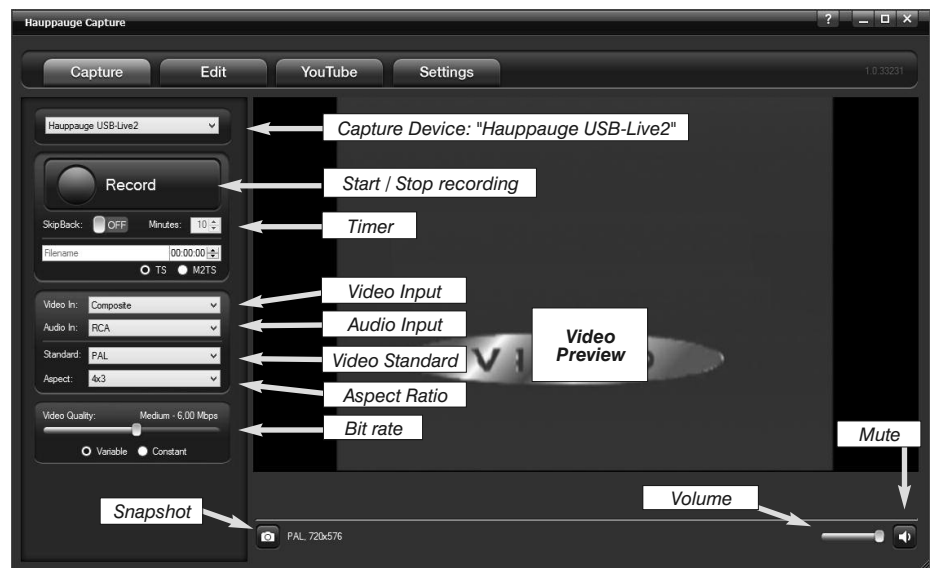 Hauppauge Capture
?
Capture Edit YouTube Settings
1.0.33231
Hauppauge USB-Live2
Capture Device: "Hauppauge USB-Live2"
Record
Start / Stop recording
SkipBack: OFF Minutes: 10
Timer
Filename 00:00:00
TS M2TS
Video In: Composite
Video Input
Audio In: RCA
Audio Input
Standard: PAL
Video Standard
Aspect: 4x3
Aspect Ratio
Video
Preview
Video Quality: Medium - 6,00 Mbps
Bit rate
Variable Constant
Mute
Snapshot
Volume
PAL, 720x576